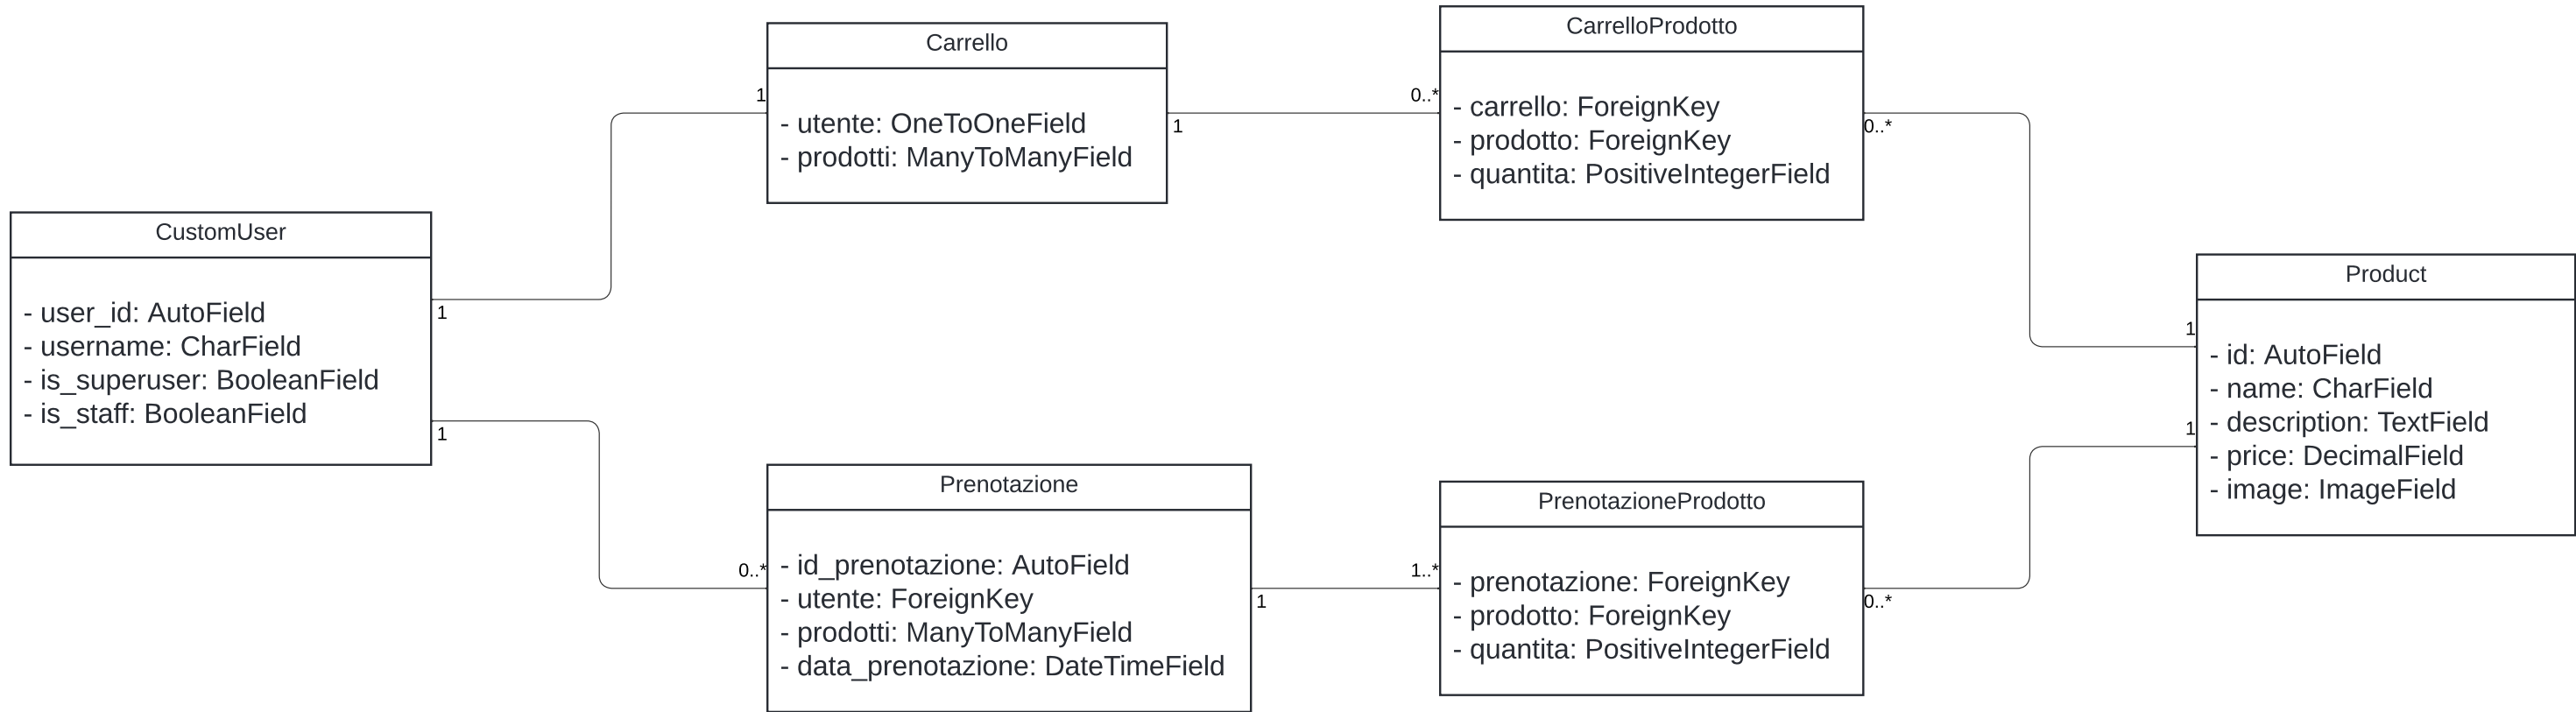 CustomUser
- user_id: AutoField
- username: CharField
- is_superuser: BooleanField
- is_staff: BooleanField
1
1
1
Carrello
- utente: OneToOneField
- prodotti: ManyToManyField
1
0..*
CarrelloProdotto
- carrello: ForeignKey
- prodotto: ForeignKey
- quantita: PositiveIntegerField
0..*
0..*
Prenotazione
- id_prenotazione: AutoField
- utente: ForeignKey
- prodotti: ManyToManyField
- data_prenotazione: DateTimeField
1
1..*
PrenotazioneProdotto
- prenotazione: ForeignKey
- prodotto: ForeignKey
- quantita: PositiveIntegerField
0..*
1
1
Product
- id: AutoField
- name: CharField
- description: TextField
- price: DecimalField
- image: ImageField